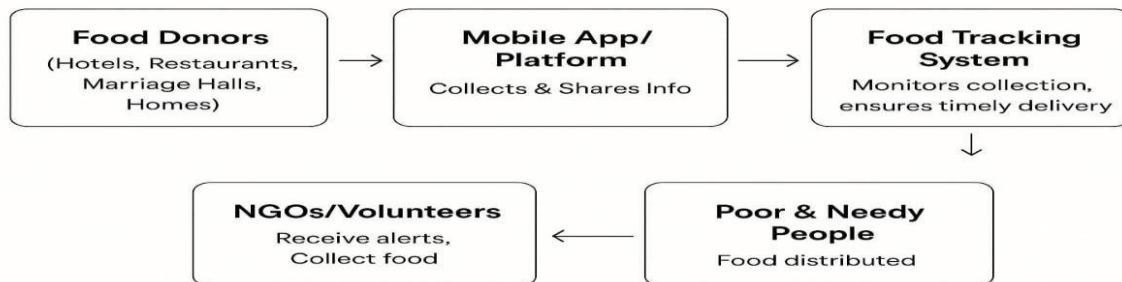 Food Donors
(Hotels, Restaurants,
Marriage Halls,
Homes)
Mobile App/
Platform
Collects & Shares Info
Food Tracking
System
Monitors collection,
ensures timely delivery
NGOs/Volunteers
Receive alerts,
Collect food
Poor & Needy
People
Food distributed